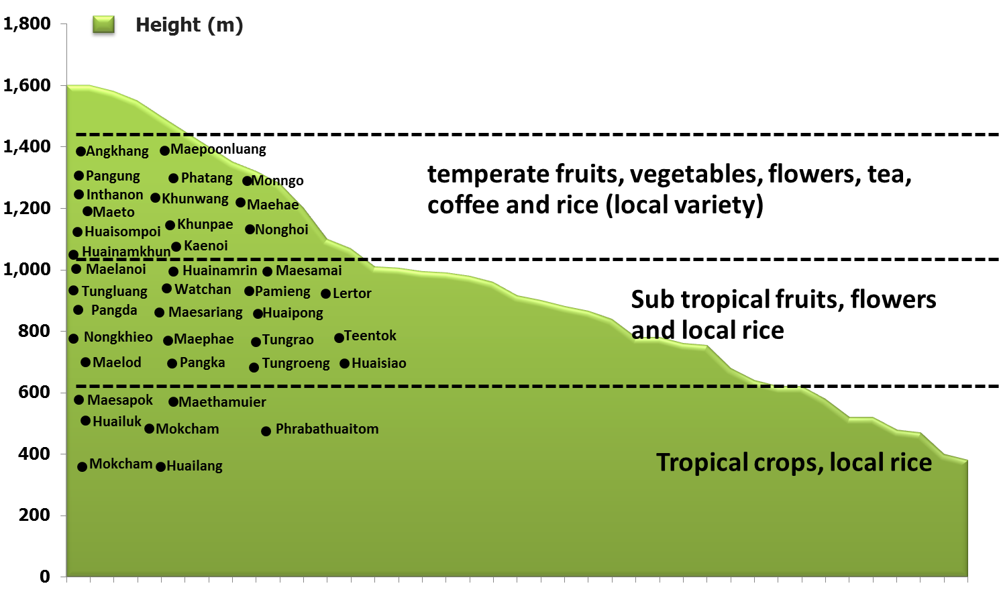 1,800
Height (m)
1,600
1,400
Angkhang Maepoonluang
Pangung Phatang Monngo
temperate fruits, vegetables, flowers, tea,
coffee and rice (local variety)
Inthanon Khunwang Maehae
1,200
Maeto
Khunpae Nonghoi
Huaisompoi
Kaenoi
Huainamkhun
1,000
Maelanoi Huainamrin Maesamai
Tungluang Watchan Pamieng Lertor
Sub tropical fruits, flowers
and local rice
Pangda Maesariang Huaipong
800
Nongkhieo Maephae Tungrao Teentok
Maelod Pangka Tungroeng Huaisiao
600
Maesapok Maethamuier
Huailuk Mokcham Phrabathuaitom
400
Mokcham Huailang
Tropical crops, local rice
200
0